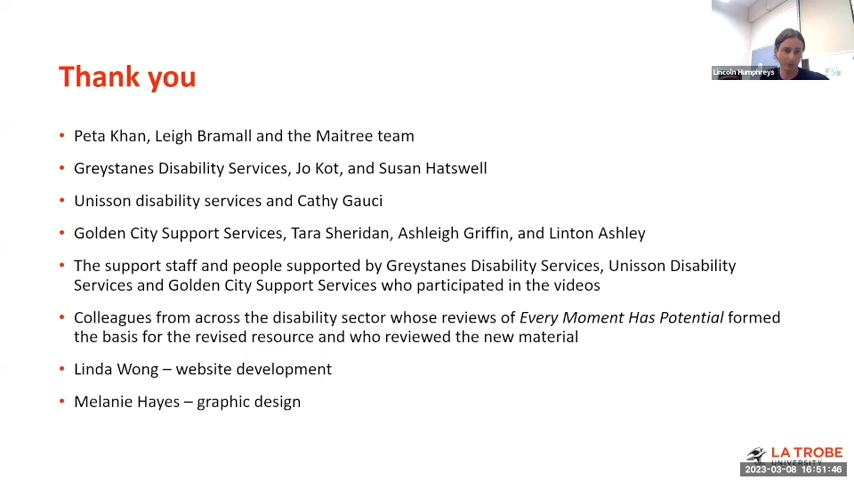 Lincoln Humphreys
Thank you
• Peta Khan, Leigh Bramall and the Maitree team
• Greystanes Disability Services, Jo Kot, and Susan Hatswell
• Unisson disability services and Cathy Gauci
• Golden City Support Services, Tara Sheridan, Ashleigh Griffin, and Linton Ashley
• The support staff and people supported by Greystanes Disability Services, Unisson Disability
Services and Golden City Support Services who participated in the videos
• Colleagues from across the disability sector whose reviews of Every Moment Has Potential formed
the basis for the revised resource and who reviewed the new material
• Linda Wong – website development
• Melanie Hayes – graphic design
LA TROBE
UNIVERSITY
2023-03-08 16:51:46